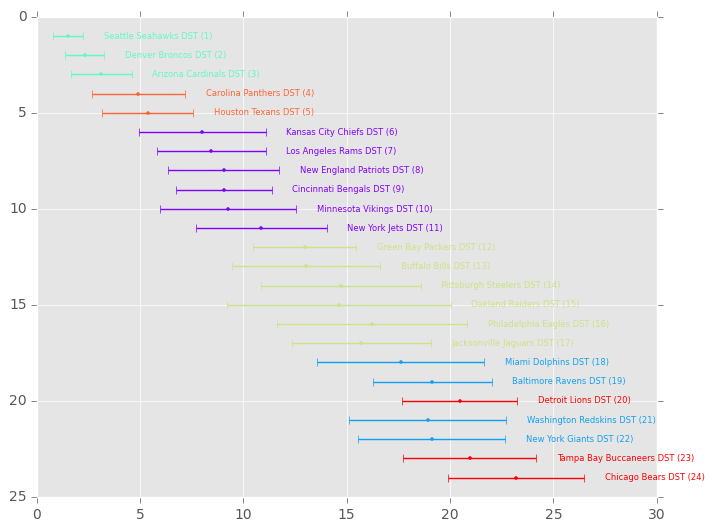 0
Seattle Seahawks DST (1)
Denver Broncos DST (2)
Arizona Cardinals DST (3)
Carolina Panthers DST (4)
5
Houston Texans DST (5)
Kansas City Chiefs DST (6)
Los Angeles Rams DST (7)
New England Patriots DST (8)
Cincinnati Bengals DST (9)
10
Minnesota Vikings DST (10)
New York Jets DST (11)
Green Bay Packers DST (12)
Buffalo Bills DST (13)
Pittsburgh Steelers DST (14)
15
Oakland Raiders DST (15)
Philadelphia Eagles DST (16)
Jacksonville Jaguars DST (17)
Miami Dolphins DST (18)
Baltimore Ravens DST (19)
20
Detroit Lions DST (20)
Washington Redskins DST (21)
New York Giants DST (22)
Tampa Bay Buccaneers DST (23)
Chicago Bears DST (24)
25
0 5 10 15 20 25 30